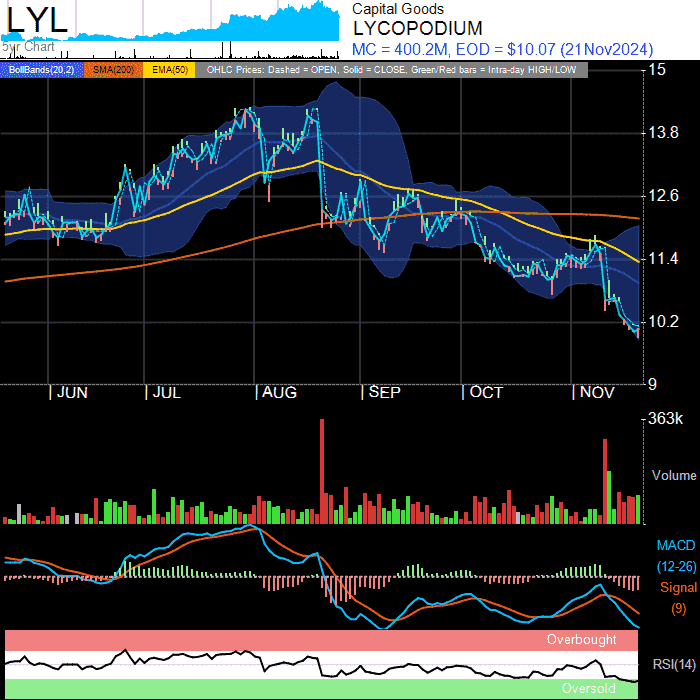 LYL
5yr Chart
Capital Goods
LYCOPODIUM
MC = 400.2M, EOD = $10.07 (21Nov2024)
BollBands(20,2) SMA(200) EMA(50) OHLC Prices: Dashed = OPEN, Solid = CLOSE, Green/Red bars = Intra-day HIGH/LOW
15
13.8
12.6
11.4
10.2
9
JUN JUL AUG SEP OCT NOV
363k
Volume
MACD
(12-26)
Signal
(9)
Overbought
RSI(14)
Oversold